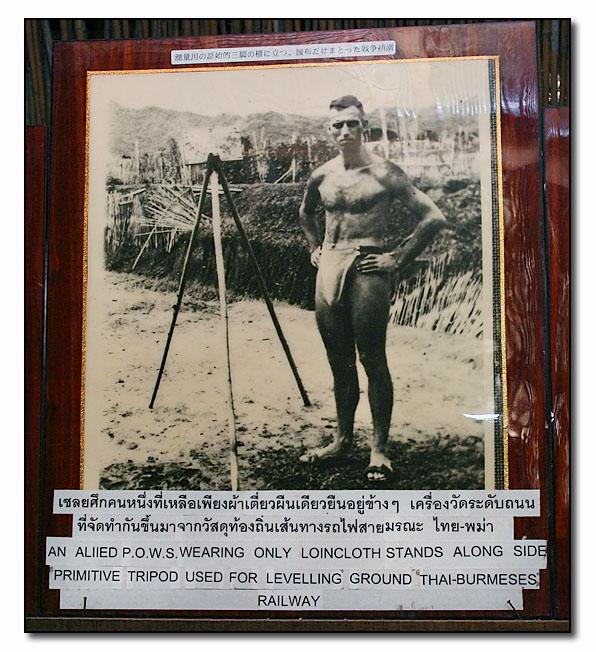 測量用の原始的三脚の横に立つ、腰布だけまとった戦争捕虜
เชลยศึกคนหนึ่งที่เหลือเพียงผ้าเตี่ยวผืนเดียวยืนอยู่ข้างๆ เครื่องวัดระดับถนน
ที่จัดทำกันขึ้นมาจากวัสดุท้องถิ่นเส้นทางรถไฟสายมรณะ ไทย-พม่า
AN ALIIED P.O.W.S. WEARING ONLY LOINCLOTH STANDS ALONG SIDE
PRIMITIVE TRIPOD USED FOR LEVELLING GROUND THAI-BURMESES
RAILWAY